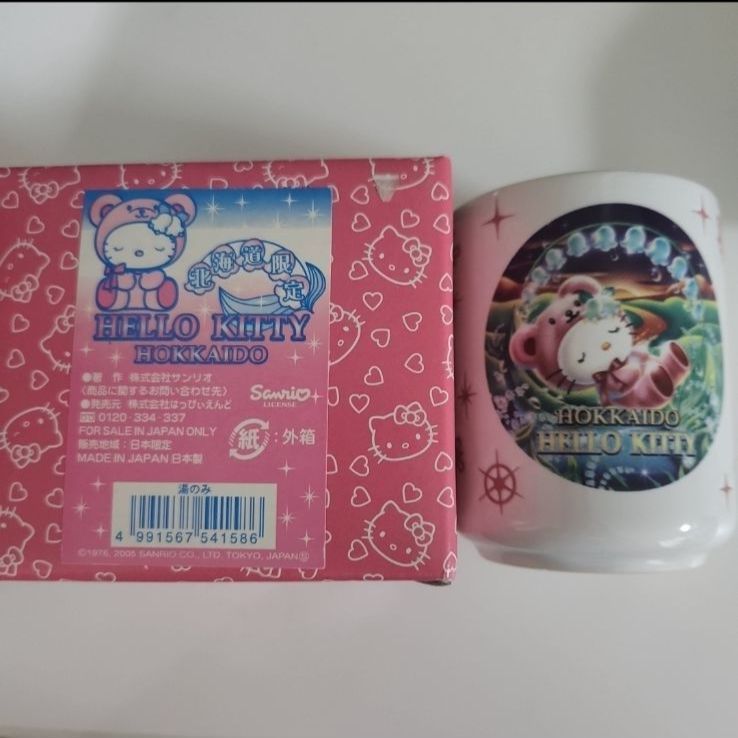 北海道限定
HELLO KITTY
HOKKAIDO
●著 作 株式会社サンリオ
(商品に関するお問い合わせ先)
●発売元 株式会社はっぴいえんど
0120-334-337
FOR SALE IN JAPAN ONLY
販売地域:日本限定
MADE IN JAPAN 日本製
Sanrio
LICENSE
紙:外箱
湯のみ
4 991567 541586
©1976, 2005 SANRIO CO., LTD. TOKYO, JAPAN Ⓗ
HOKKAIDO
HELLO KITTY